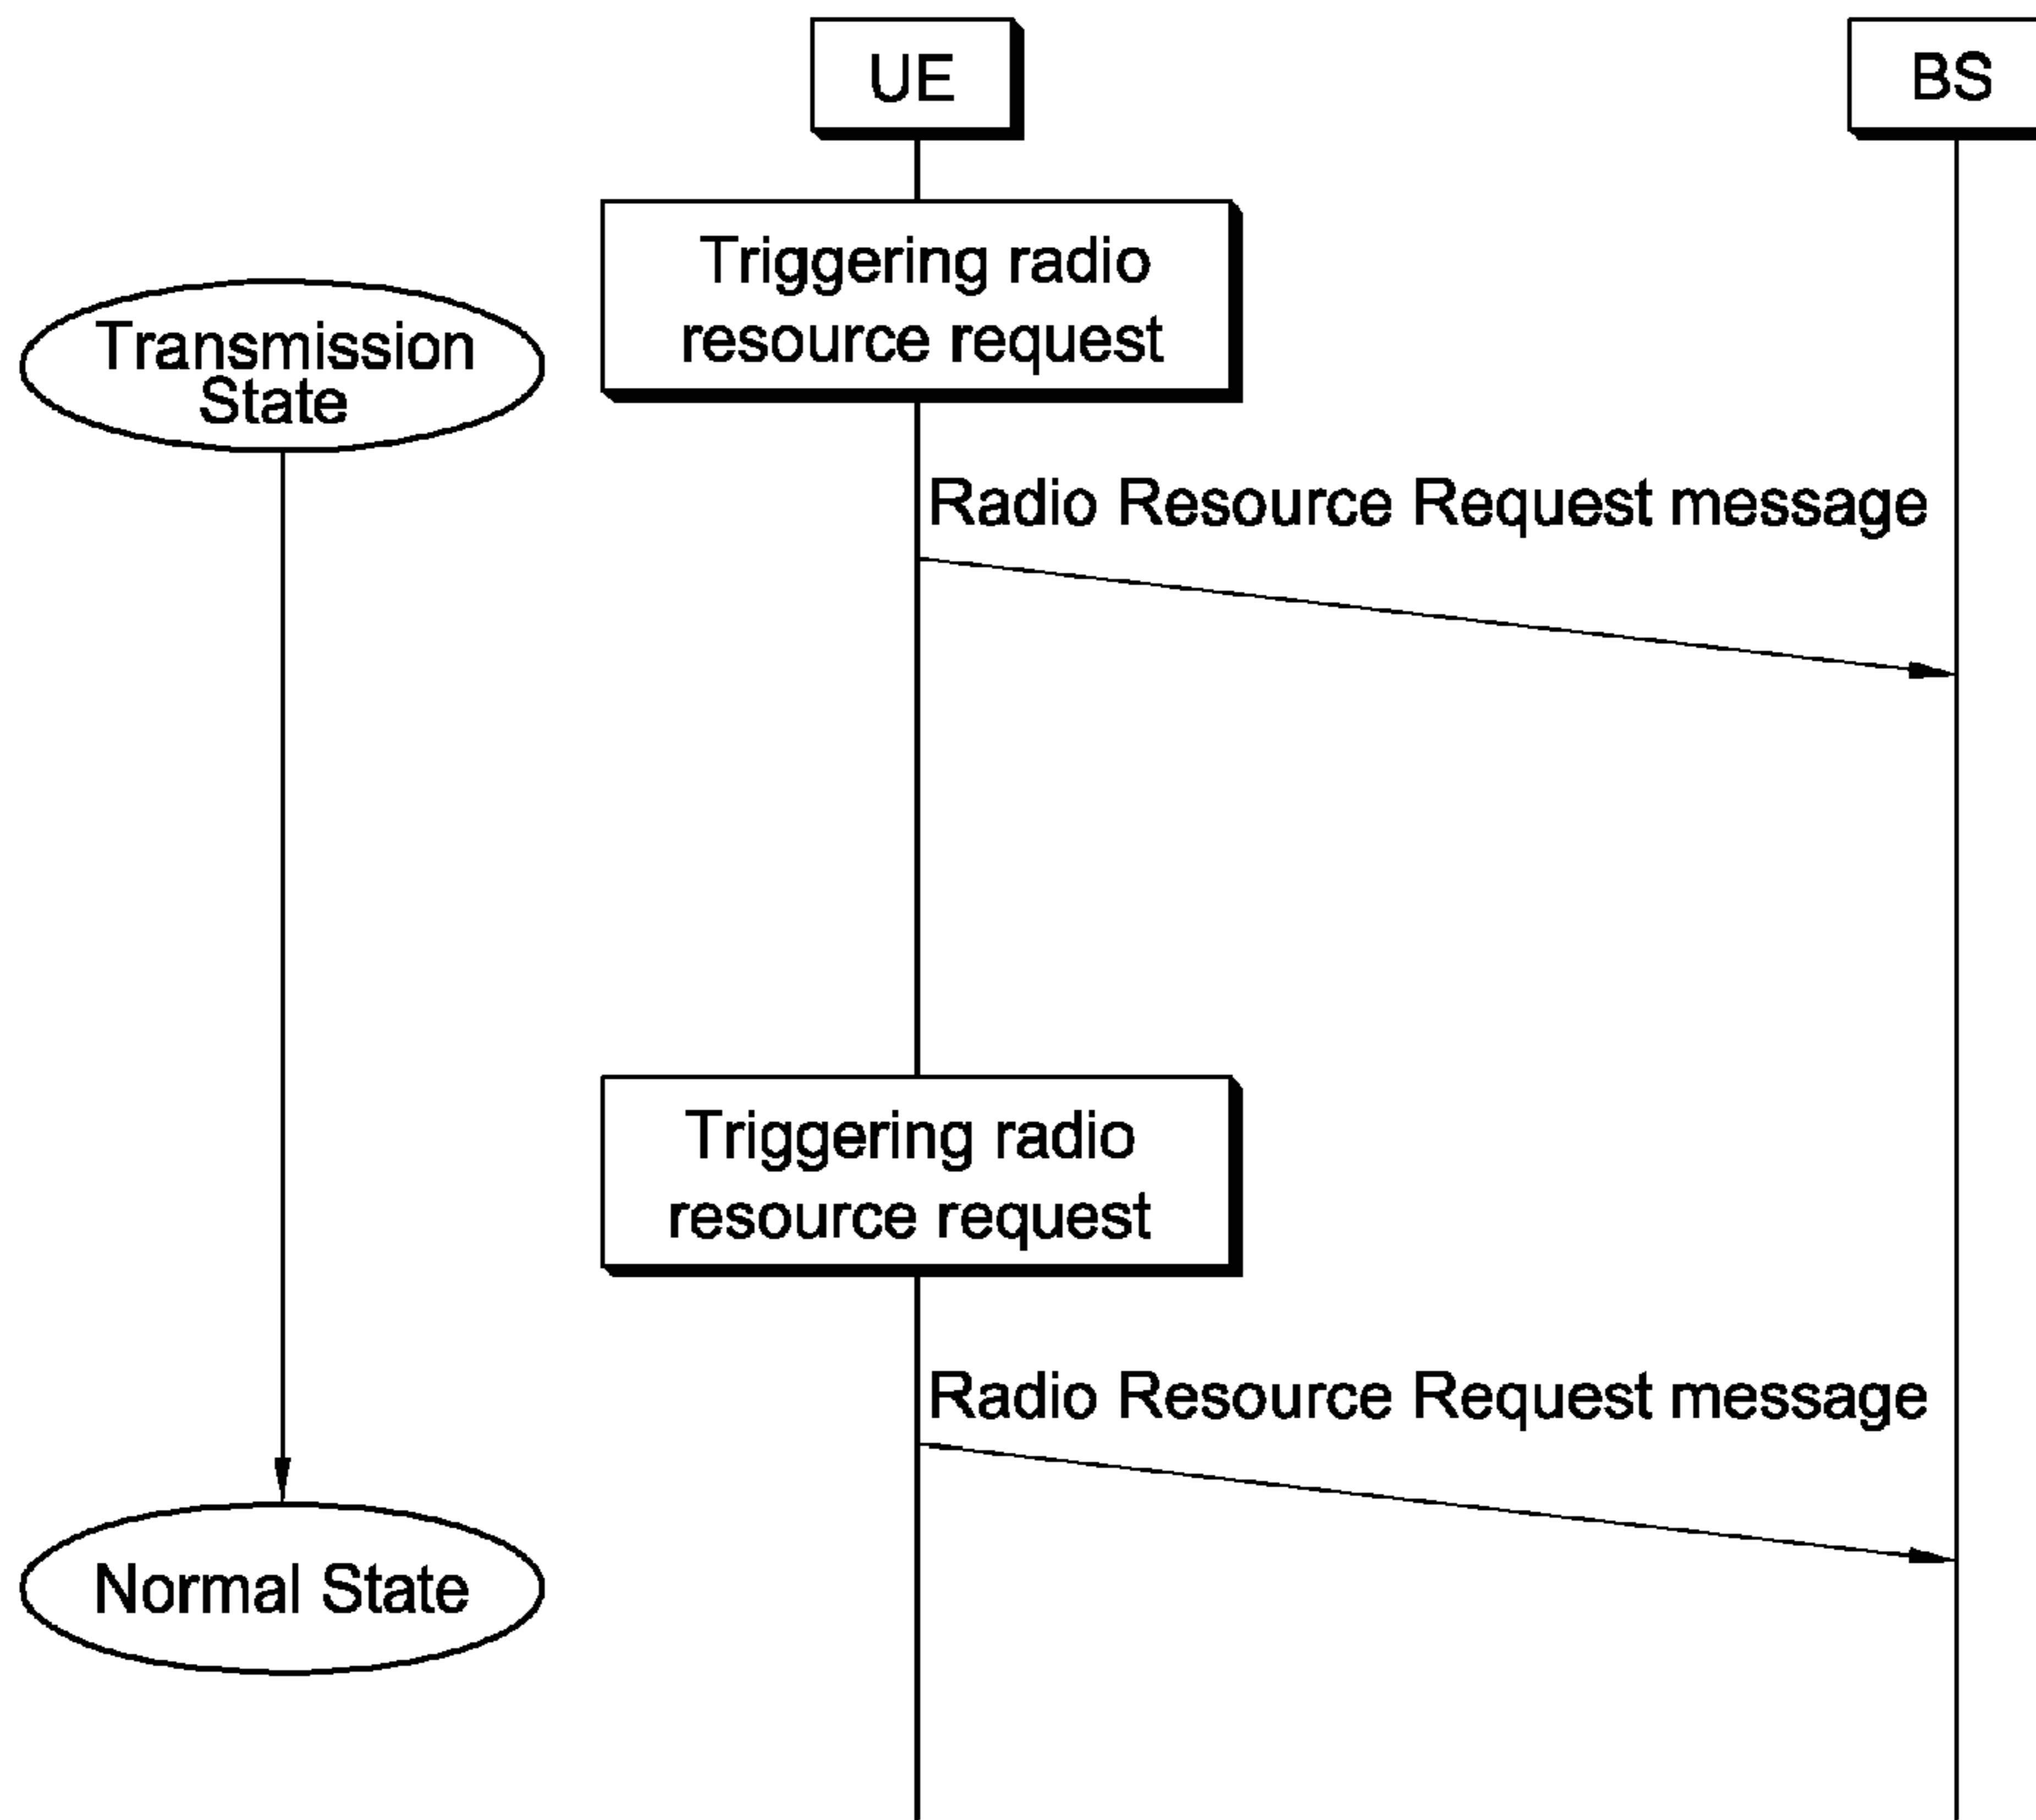 UE
BS
Triggering radio
resource request
Transmission
State
Radio Resource Request message
Triggering radio
resource request
Radio Resource Request message
Normal State